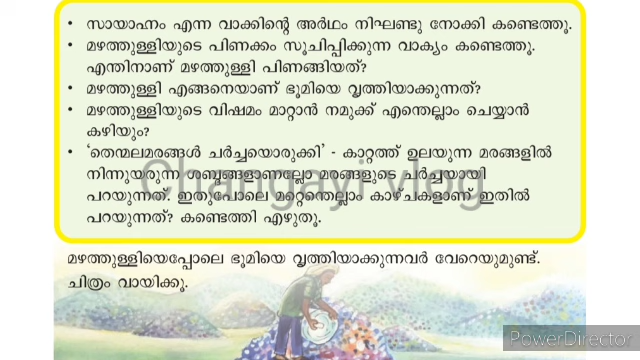 • സായാഹ്നം എന്ന വാക്കിന്റെ അർഥം നിഘണ്ടു നോക്കി കണ്ടെത്തൂ.
• മഴത്തുള്ളിയുടെ പിണക്കം സൂചിപ്പിക്കുന്ന വാക്യം കണ്ടെത്തൂ.
എന്തിനാണ് മഴത്തുള്ളി പിണങ്ങിയത്?
• മഴത്തുള്ളി എങ്ങനെയാണ് ഭൂമിയെ വൃത്തിയാക്കുന്നത്?
• മഴത്തുള്ളിയുടെ വിഷമം മാറ്റാൻ നമുക്ക് എന്തെല്ലാം ചെയ്യാൻ
കഴിയും?
• ‘തെന്മലമരങ്ങൾ ചർച്ചയൊരുക്കി’ - കാറ്റത്ത് ഉലയുന്ന മരങ്ങളിൽ
നിന്നുയരുന്ന ശബ്ദങ്ങളാണല്ലോ മരങ്ങളുടെ ചർച്ചയായി
പറയുന്നത്. ഇതുപോലെ മറ്റെന്തെല്ലാം കാഴ്ചകളാണ് ഇതിൽ
പറയുന്നത്? കണ്ടെത്തി എഴുതൂ.
Changayi vlog
മഴത്തുള്ളിയെപ്പോലെ ഭൂമിയെ വൃത്തിയാക്കുന്നവർ വേറെയുമുണ്ട്.
ചിത്രം വായിക്കൂ.
PowerDirector